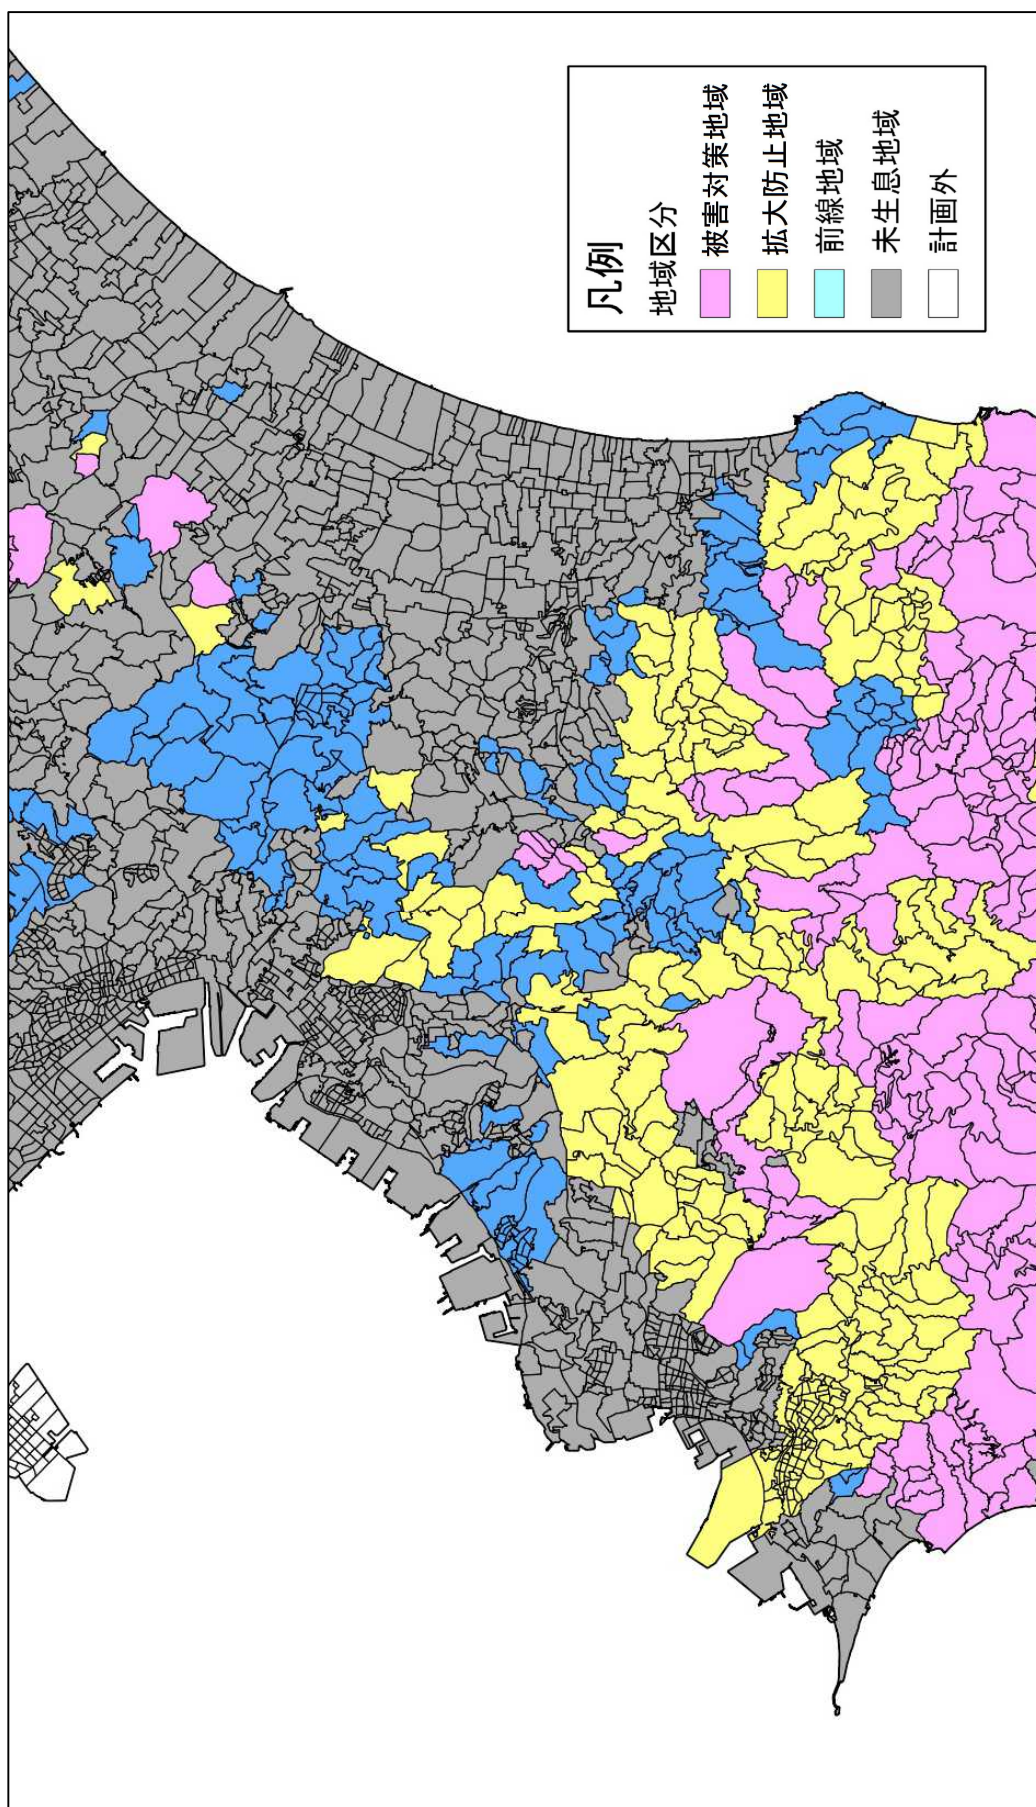 凡例
地域区分
被害対策地域
拡大防止地域
前線地域
未生息地域
計画外